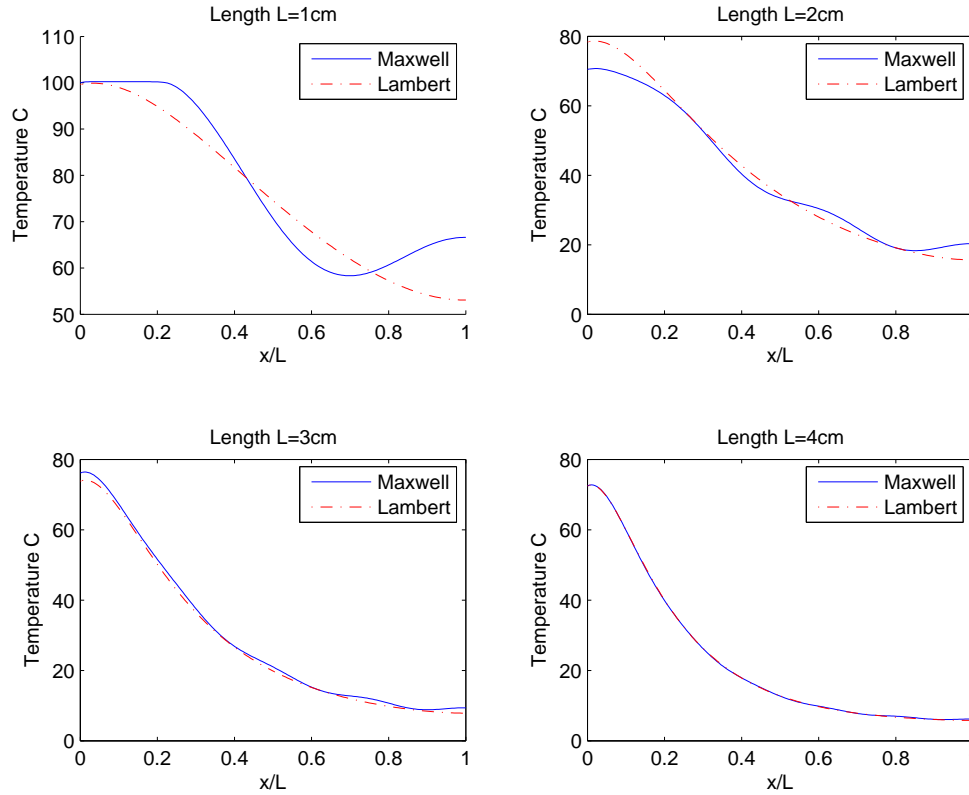 Length L=1cm
110
100
90
80
70
60
50
Temperature C
0 0.2 0.4 0.6 0.8 1
x/L
Maxwell
Lambert
Length L=2cm
80
60
40
20
0
Temperature C
0 0.2 0.4 0.6 0.8
x/L
Maxwell
Lambert
Length L=3cm
80
60
40
20
0
Temperature C
0 0.2 0.4 0.6 0.8 1
x/L
Maxwell
Lambert
Length L=4cm
80
60
40
20
0
Temperature C
0 0.2 0.4 0.6 0.8
x/L
Maxwell
Lambert